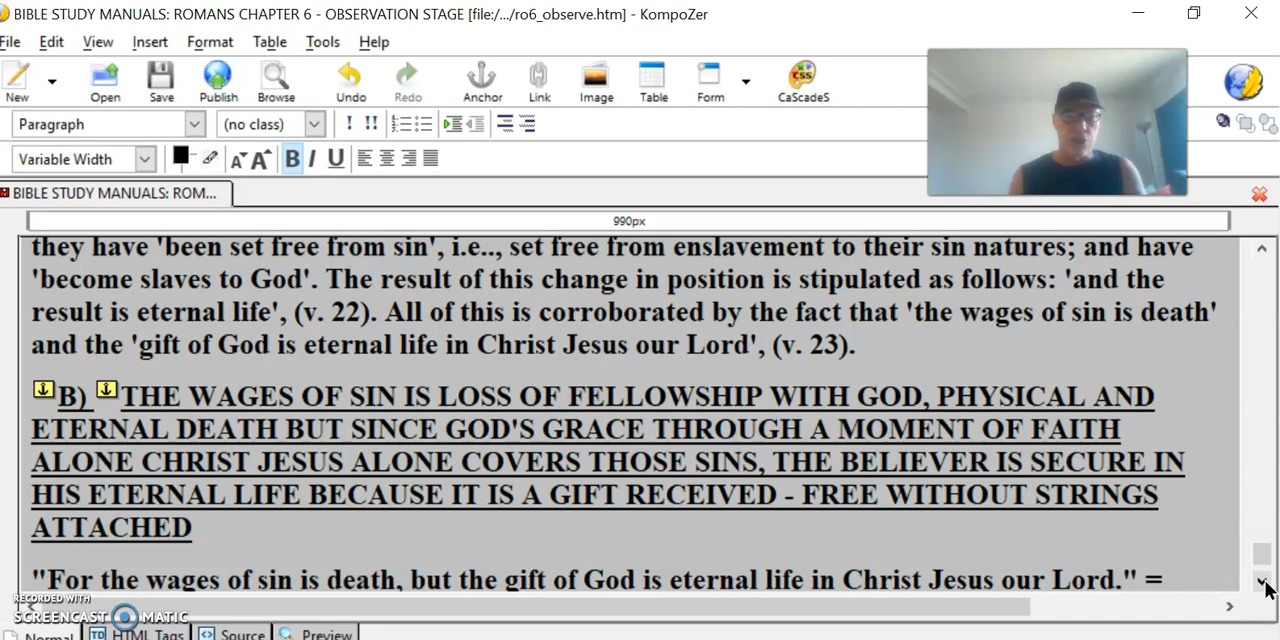 BIBLE STUDY MANUALS: ROMANS CHAPTER 6 - OBSERVATION STAGE [file:/.../ro6_observe.htm] - KompoZer
File Edit View Insert Format Table Tools Help
New Open Save Publish Browse Undo Redo Anchor Link Image Table Form CaScadeS
Paragraph (no class) ! !!
Variable Width A A B I U
BIBLE STUDY MANUALS: ROM...
990px
they have 'been set free from sin', i.e.., set free from enslavement to their sin natures; and have
'become slaves to God'. The result of this change in position is stipulated as follows: 'and the
result is eternal life', (v. 22). All of this is corroborated by the fact that 'the wages of sin is death'
and the 'gift of God is eternal life in Christ Jesus our Lord', (v. 23).
B) THE WAGES OF SIN IS LOSS OF FELLOWSHIP WITH GOD, PHYSICAL AND
ETERNAL DEATH BUT SINCE GOD'S GRACE THROUGH A MOMENT OF FAITH
ALONE CHRIST JESUS ALONE COVERS THOSE SINS, THE BELIEVER IS SECURE IN
HIS ETERNAL LIFE BECAUSE IT IS A GIFT RECEIVED - FREE WITHOUT STRINGS
ATTACHED
"For the wages of sin is death, but the gift of God is eternal life in Christ Jesus our Lord." =
RECORDED WITH
SCREENCAST MATIC
Normal TD HTML Tags <> Source Preview